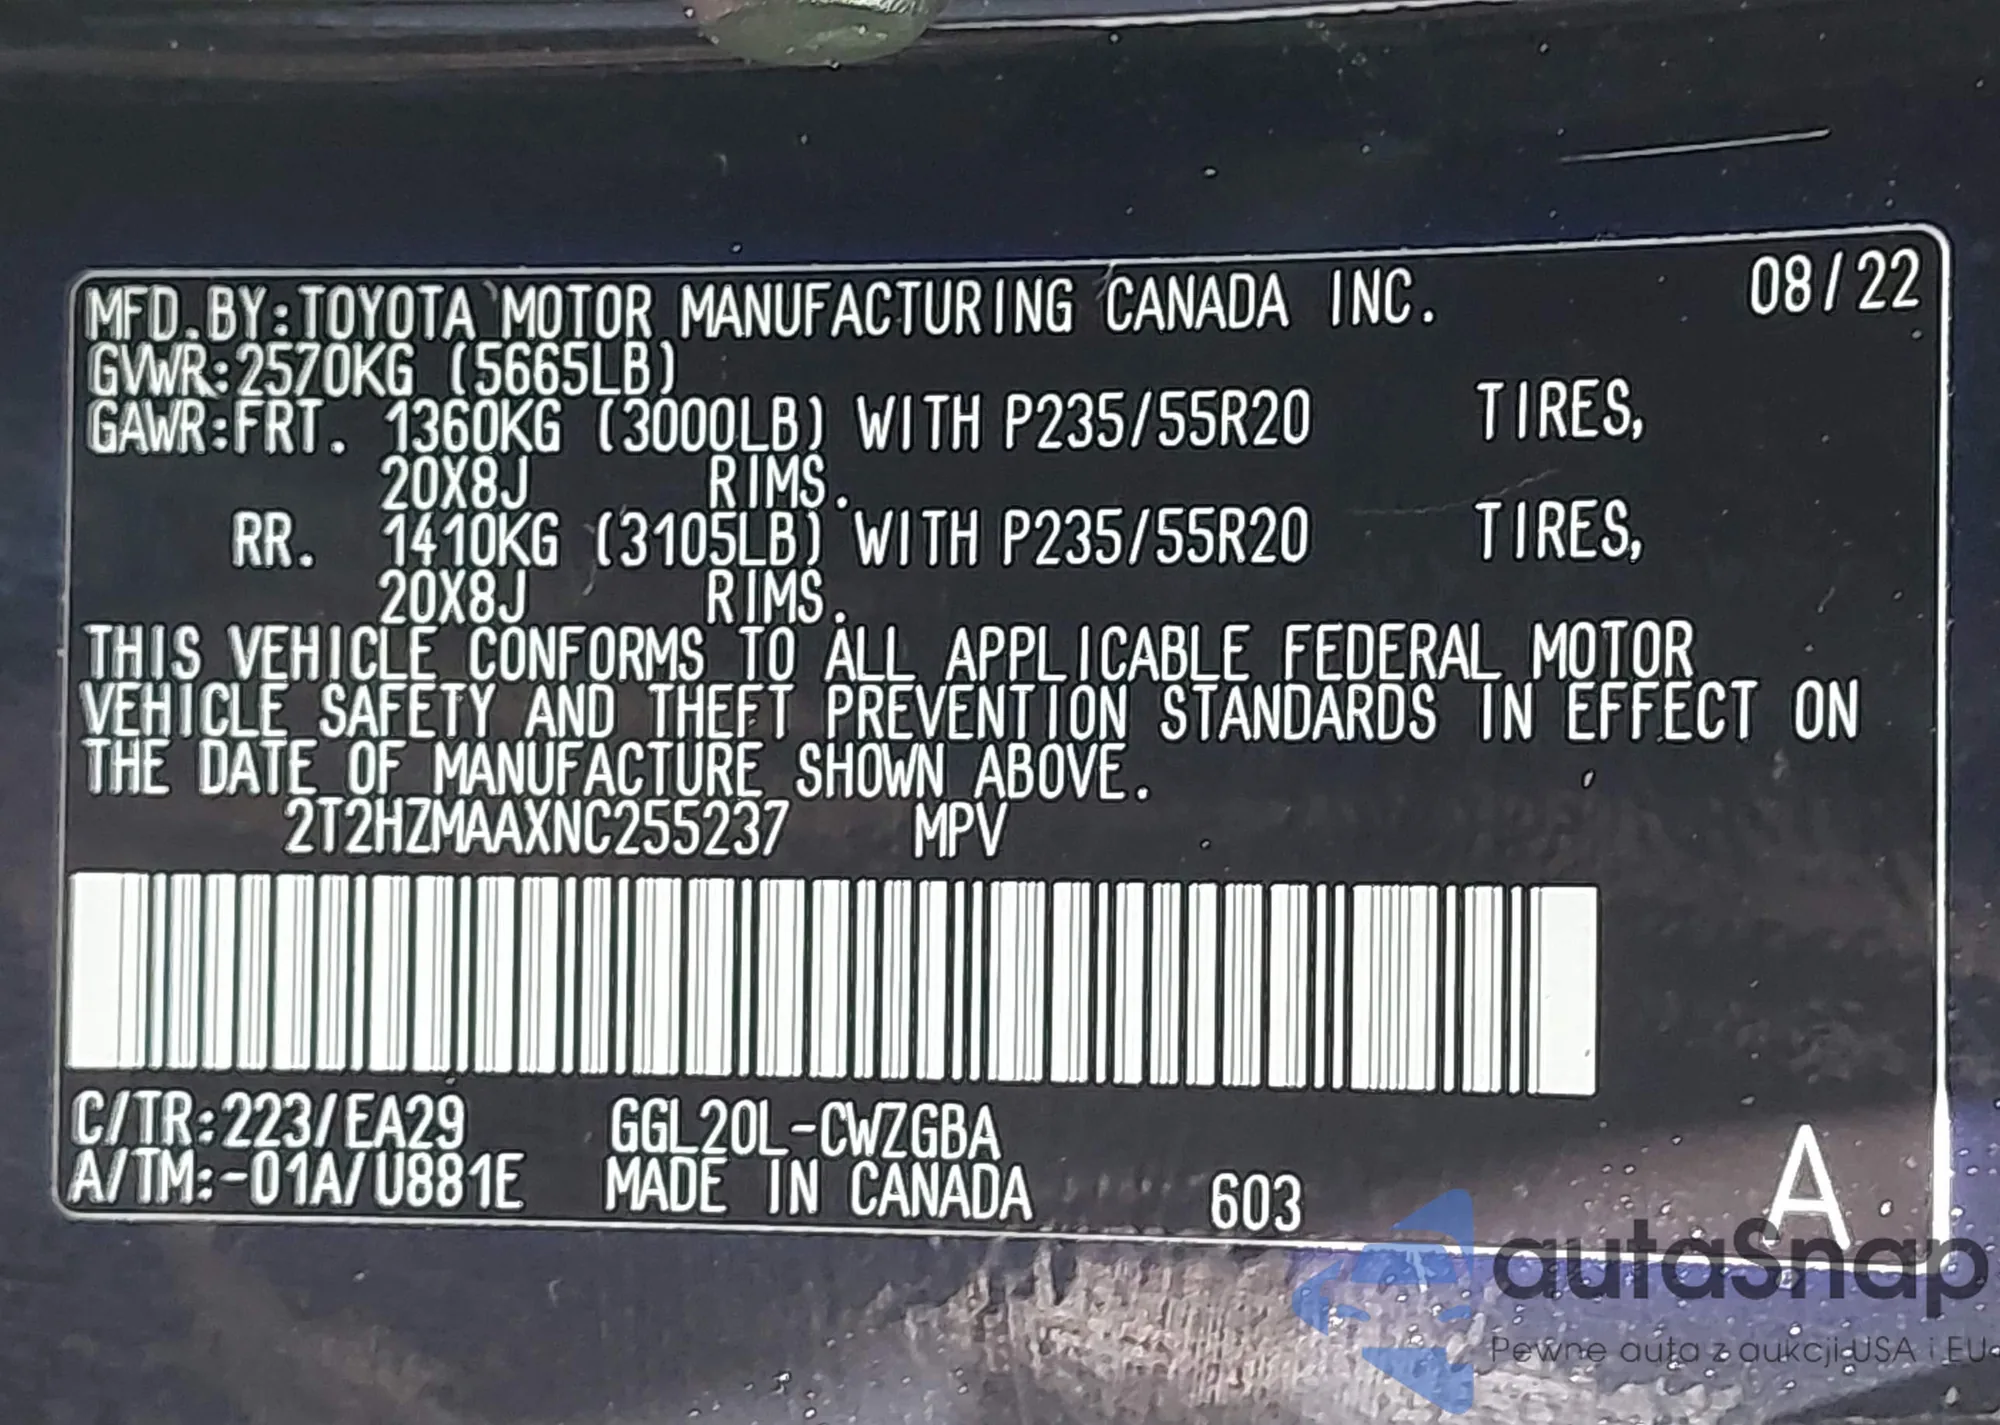 MFD.BY:TOYOTA MOTOR MANUFACTURING CANADA INC. 08/22
GVWR:2570KG (5665LB)
GAWR:FRT. 1360KG (3000LB) WITH P235/55R20 TIRES,
20X8J RIMS.
RR. 1410KG (3105LB) WITH P235/55R20 TIRES,
20X8J RIMS.
THIS VEHICLE CONFORMS TO ALL APPLICABLE FEDERAL MOTOR
VEHICLE SAFETY AND THEFT PREVENTION STANDARDS IN EFFECT ON
THE DATE OF MANUFACTURE SHOWN ABOVE.
2T2HZMAAXNC255237 MPV
C/TR:223/EA29 GGL20L-CWZGBA
A/TM:-01A/U881E MADE IN CANADA 603 A
autaSnap
Pewne auta z aukcji USA i EU